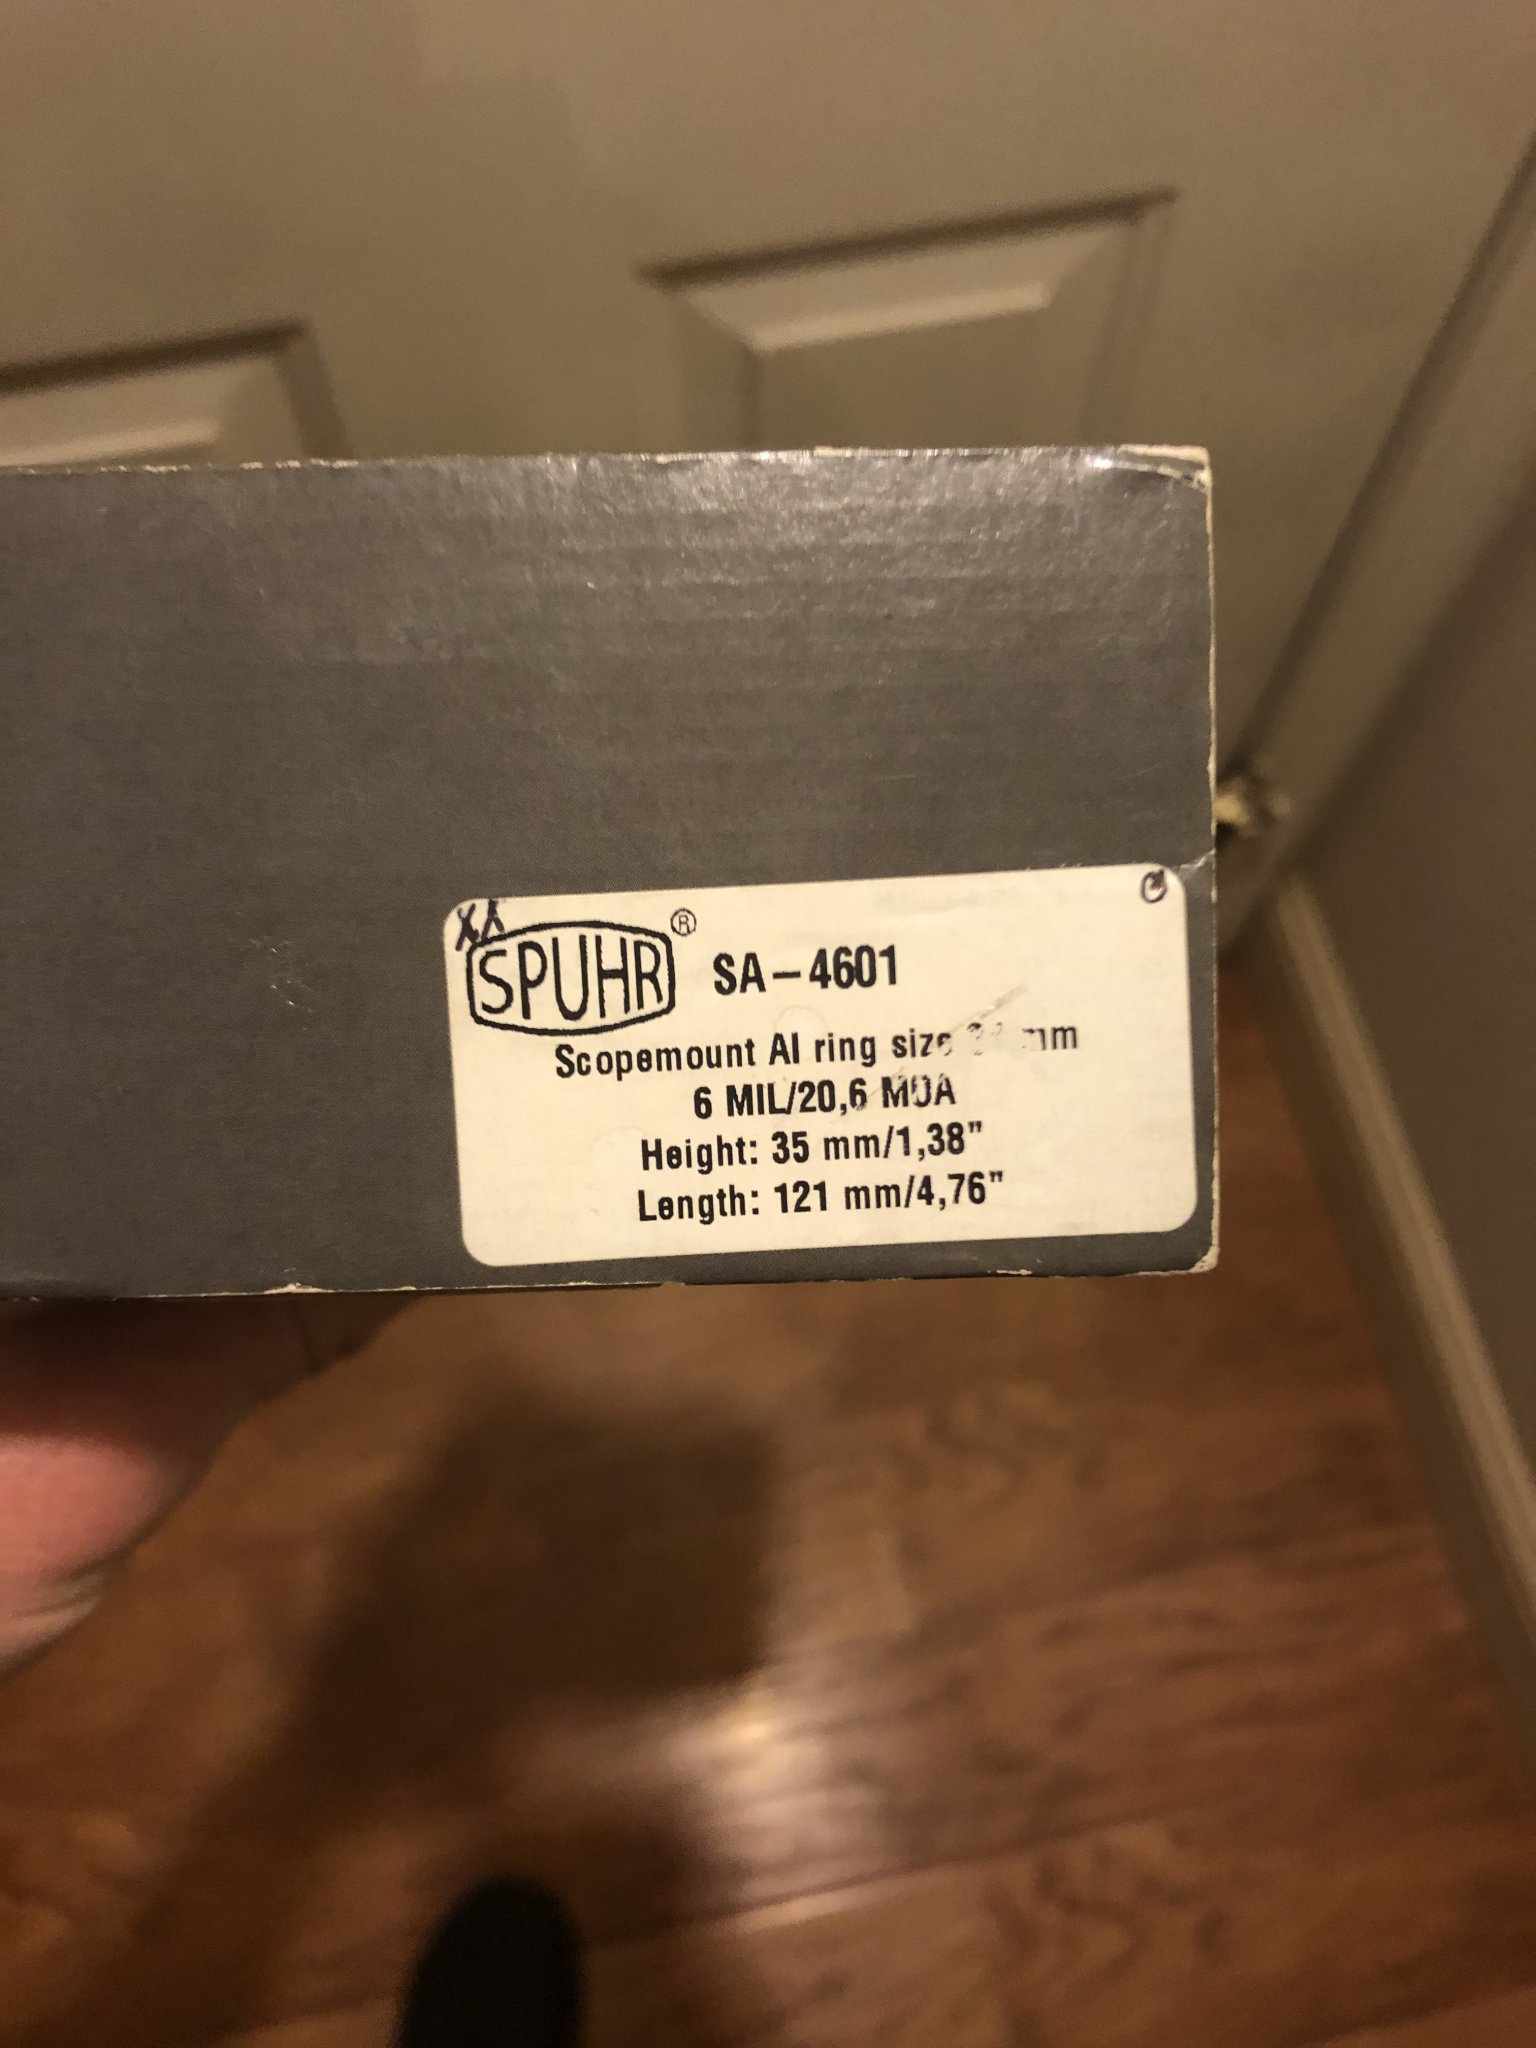 XX
SPUHR® SA-4601
Scopemount AI ring size mm
6 MIL/20,6 MOA
Height: 35 mm/1,38"
Length: 121 mm/4,76"